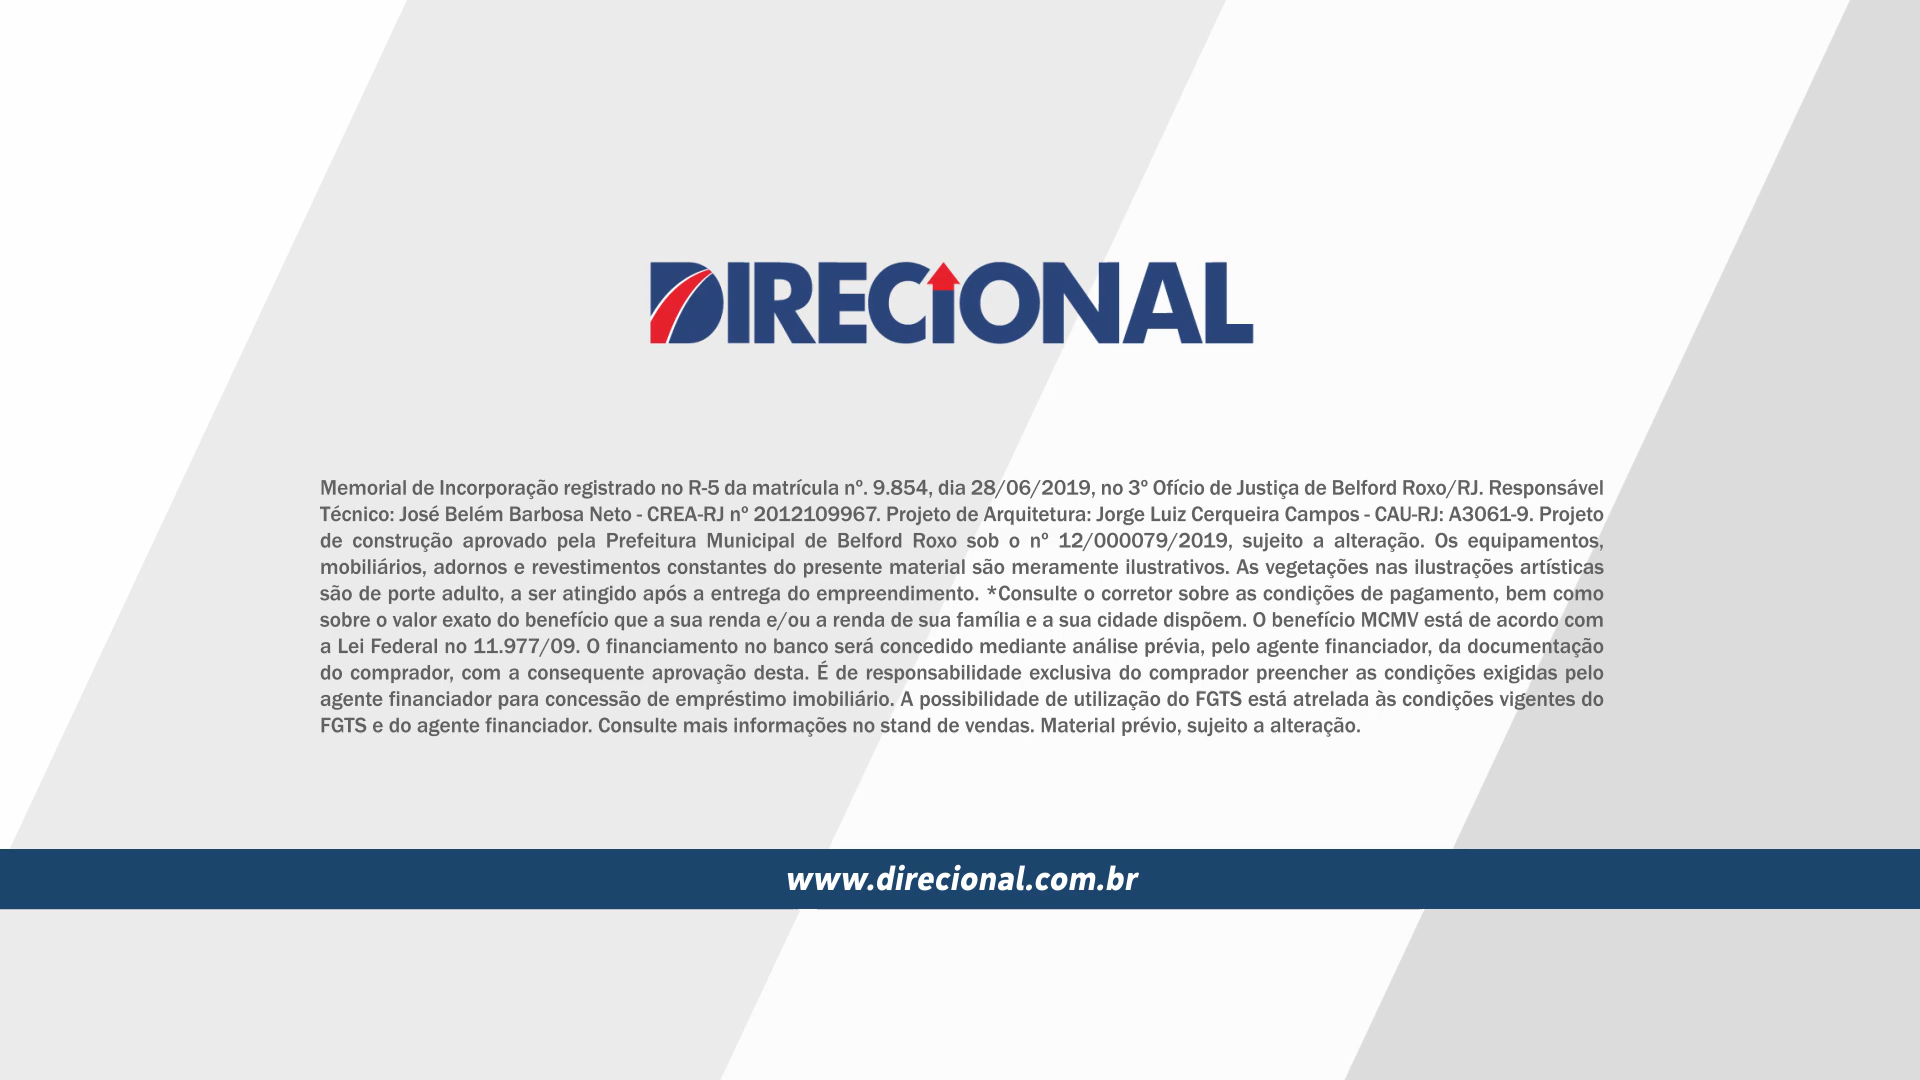 DIRECIONAL
Memorial de Incorporação registrado no R-5 da matrícula nº. 9.854, dia 28/06/2019, no 3º Ofício de Justiça de Belford Roxo/RJ. Responsável
Técnico: José Belém Barbosa Neto - CREA-RJ nº 2012109967. Projeto de Arquitetura: Jorge Luiz Cerqueira Campos - CAU-RJ: A3061-9. Projeto
de construção aprovado pela Prefeitura Municipal de Belford Roxo sob o nº 12/000079/2019, sujeito a alteração. Os equipamentos,
mobiliários, adornos e revestimentos constantes do presente material são meramente ilustrativos. As vegetações nas ilustrações artísticas
são de porte adulto, a ser atingido após a entrega do empreendimento. *Consulte o corretor sobre as condições de pagamento, bem como
sobre o valor exato do benefício que a sua renda e/ou a renda de sua família e a sua cidade dispõem. O benefício MCMV está de acordo com
a Lei Federal no 11.977/09. O financiamento no banco será concedido mediante análise prévia, pelo agente financiador, da documentação
do comprador, com a consequente aprovação desta. É de responsabilidade exclusiva do comprador preencher as condições exigidas pelo
agente financiador para concessão de empréstimo imobiliário. A possibilidade de utilização do FGTS está atrelada às condições vigentes do
FGTS e do agente financiador. Consulte mais informações no stand de vendas. Material prévio, sujeito a alteração.
www.direcional.com.br